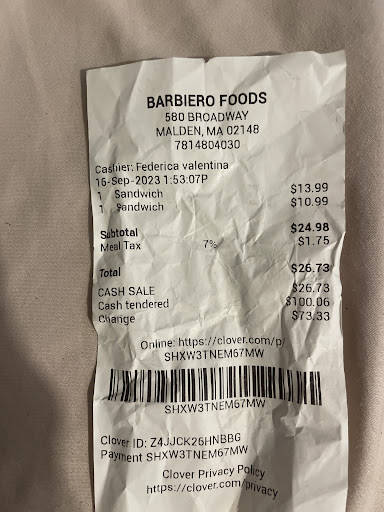 BARBIERO FOODS
580 BROADWAY
MALDEN, MA 02148
7814804030
Cashier: Federica valentina
16-Sep-2023 1:53:07P
1 Sandwich $13.99
1 Sandwich $10.99
Subtotal $24.98
Meal Tax 7% $1.75
Total $26.73
CASH SALE $26.73
Cash tendered $100.06
Change $73.33
Online: https://clover.com/p/
SHXW3TNEM67MW
SHXW3TNEM67MW
Clover ID: Z4JJCK26HNBBG
Payment SHXW3TNEM67MW
Clover Privacy Policy
https://clover.com/privacy